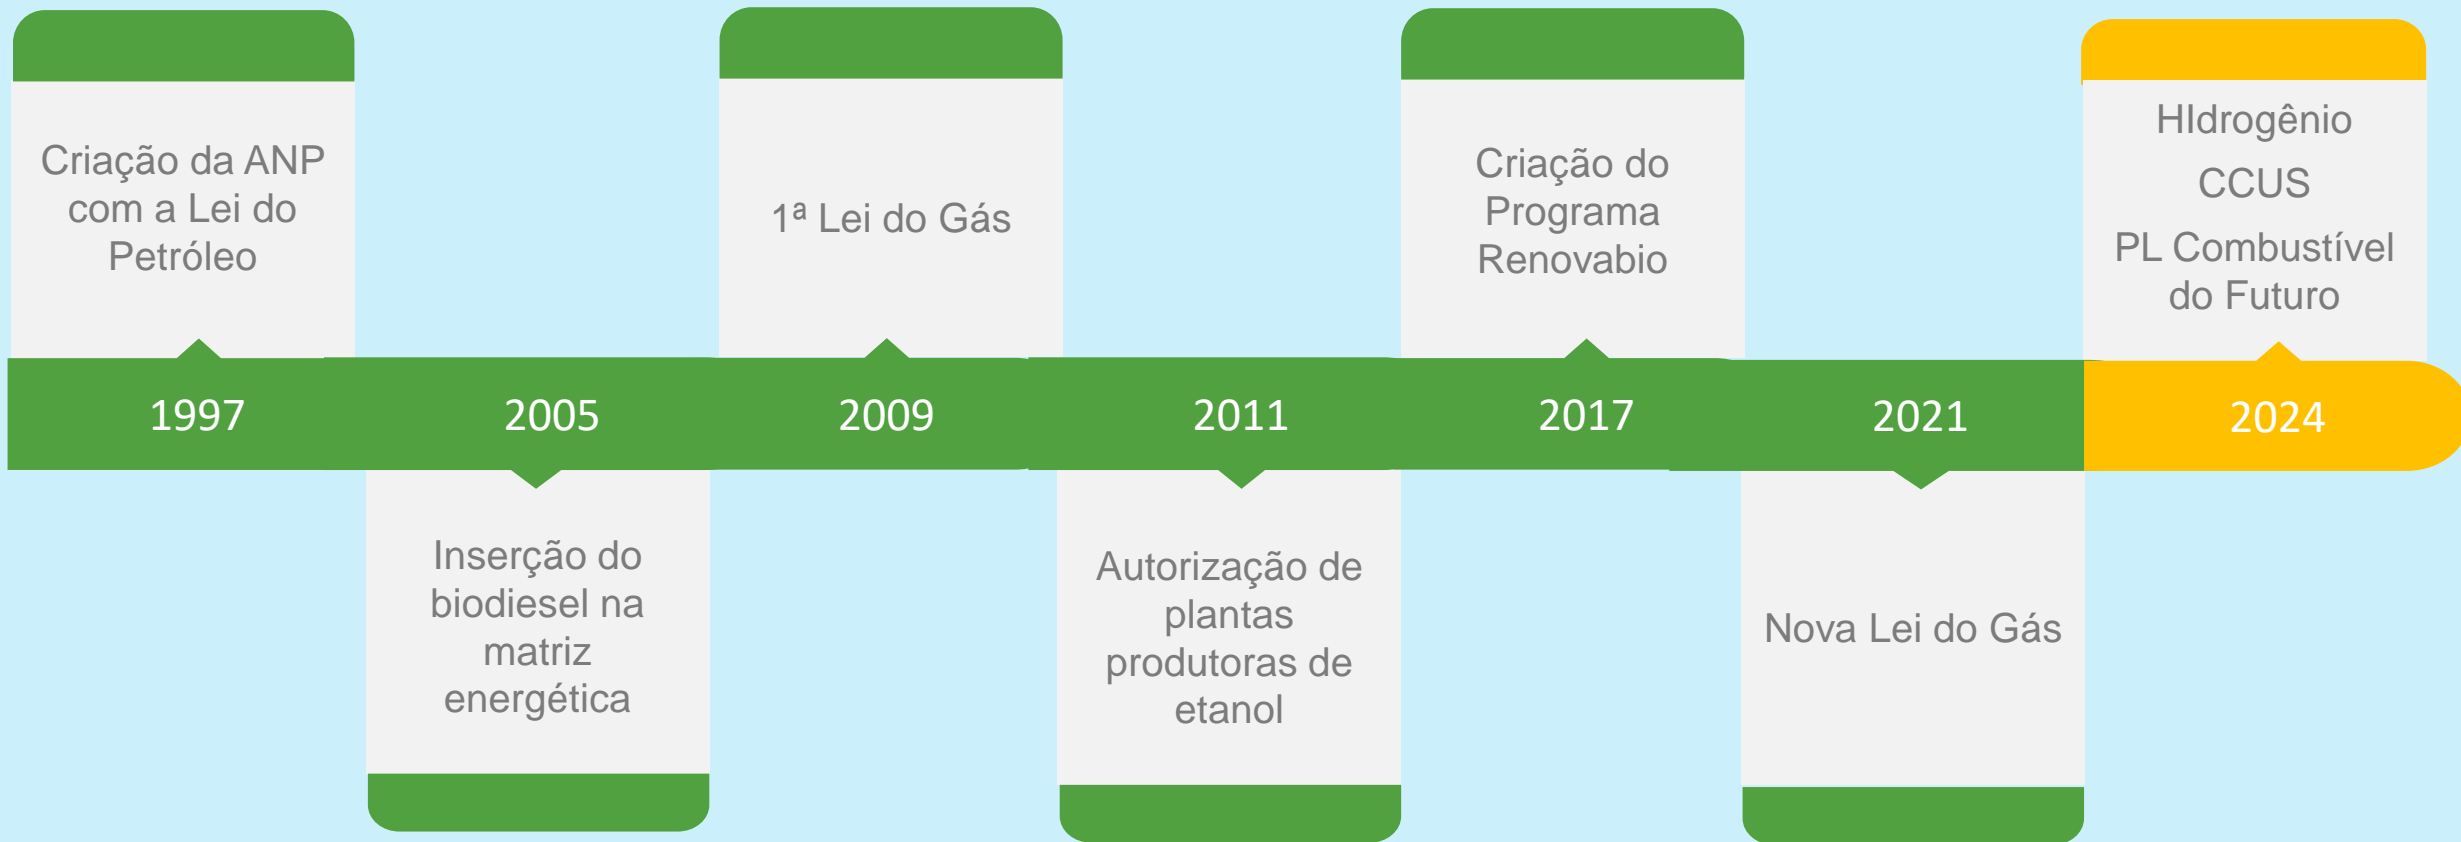 Criação da ANP
com a Lei do
Petróleo
1ª Lei do Gás
Criação do
Programa
Renovabio
HIdrogênio
CCUS
PL Combustível
do Futuro
1997
2005
2009
2011
2017
2021
2024
Inserção do
biodiesel na
matriz
energética
Autorização de
plantas
produtoras de
etanol
Nova Lei do Gás